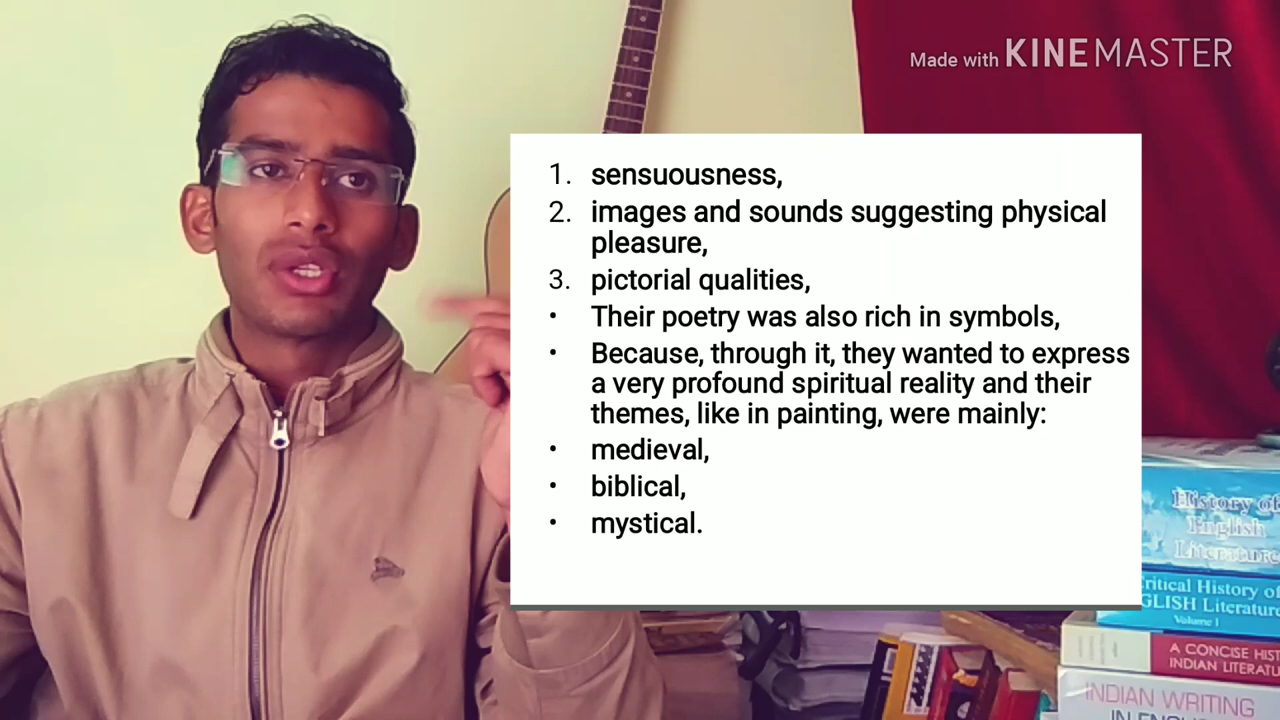 Made with KINEMASTER
1. sensuousness,
2. images and sounds suggesting physical
pleasure,
3. pictorial qualities,
• Their poetry was also rich in symbols,
• Because, through it, they wanted to express
a very profound spiritual reality and their
themes, like in painting, were mainly:
• medieval,
• biblical,
• mystical.
History of
English
Literature
Critical History of
ENGLISH Literature
Volume 1
A CONCISE
INDIAN
INDIAN WRITING
IN